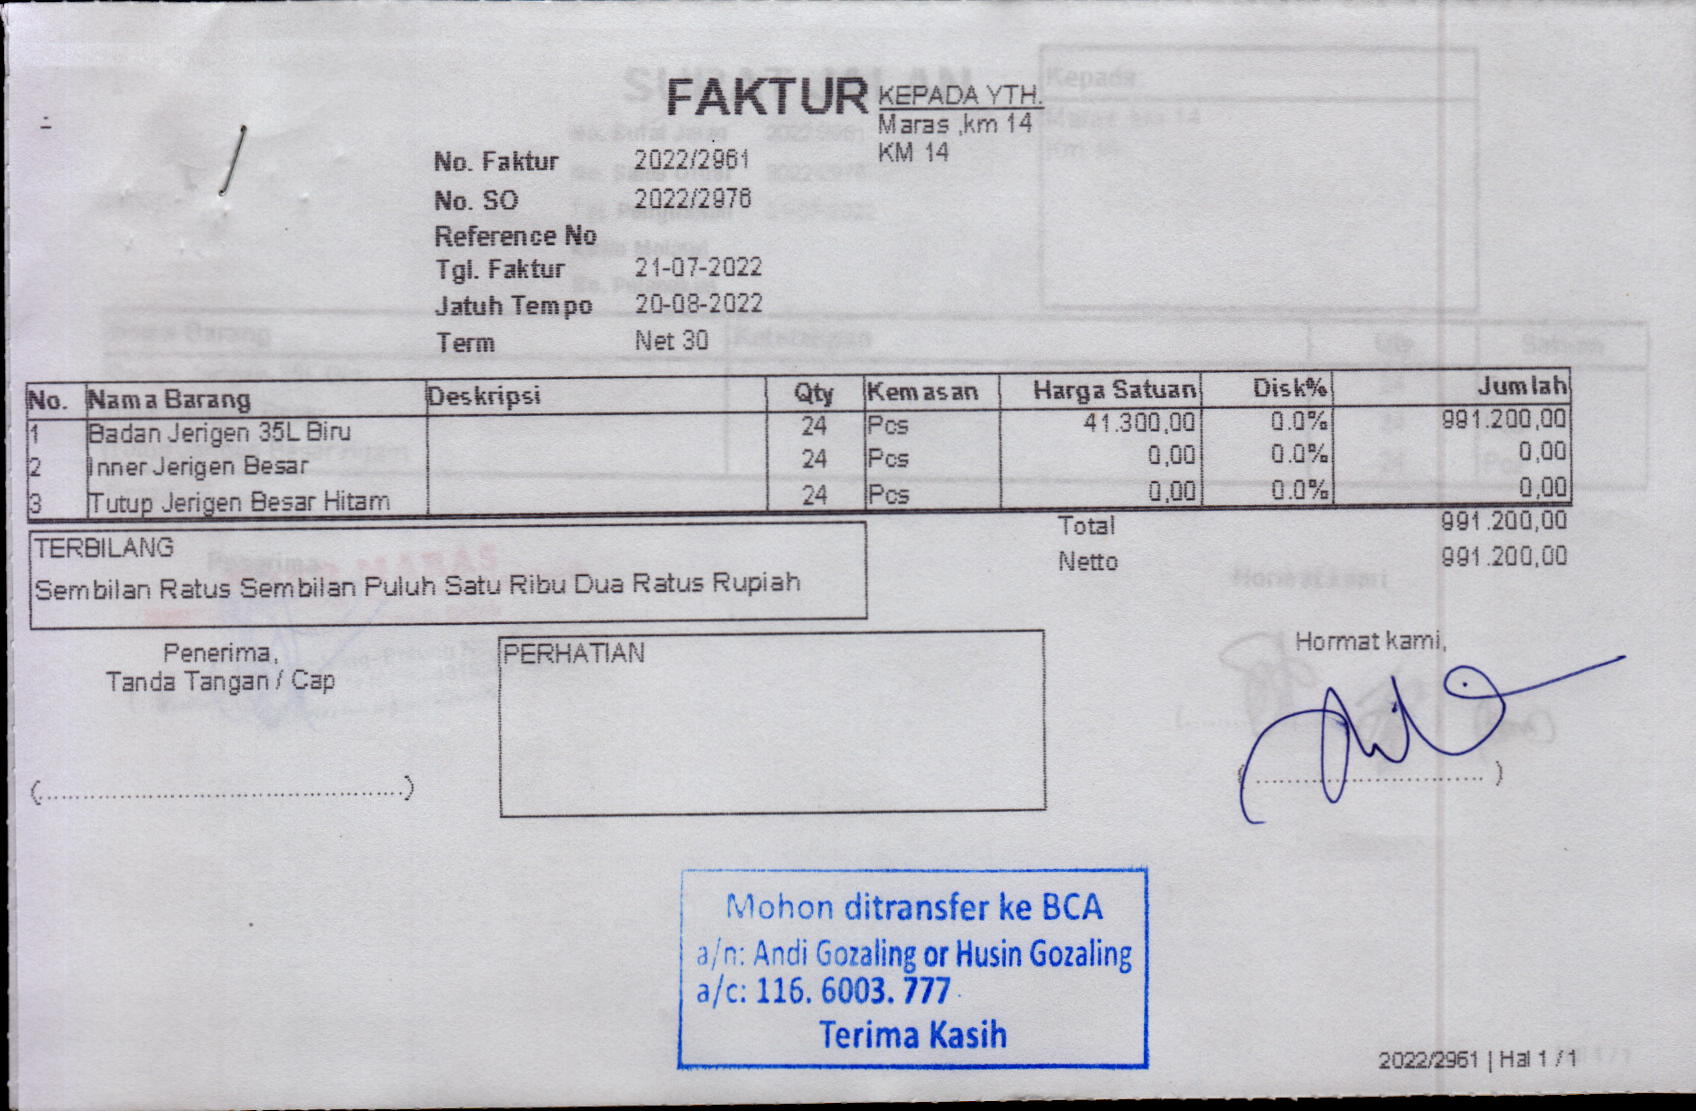 FAKTUR
KEPADA YTH.
Maras ,km 14
KM 14
No. Faktur 2022/2961
No. SO 2022/2976
Reference No
Tgl. Faktur 21-07-2022
Jatuh Tempo 20-08-2022
Term Net 30
No. Nama Barang Deskripsi Qty Kemasan Harga Satuan Disk% Jumlah
1 Badan Jerigen 35L Biru 24 Pcs 41.300,00 0.0% 991.200,00
2 Inner Jerigen Besar 24 Pcs 0,00 0.0% 0,00
3 Tutup Jerigen Besar Hitam 24 Pcs 0,00 0.0% 0,00
Total 991.200,00
Netto 991.200,00
TERBILANG
Sembilan Ratus Sembilan Puluh Satu Ribu Dua Ratus Rupiah
Penerima,
Tanda Tangan / Cap
(.................................................)
PERHATIAN
Hormat kami,
(................................)
Mohon ditransfer ke BCA
a/n: Andi Gozaling or Husin Gozaling
a/c: 116. 6003. 777
Terima Kasih
2022/2961 | Hal 1 / 1